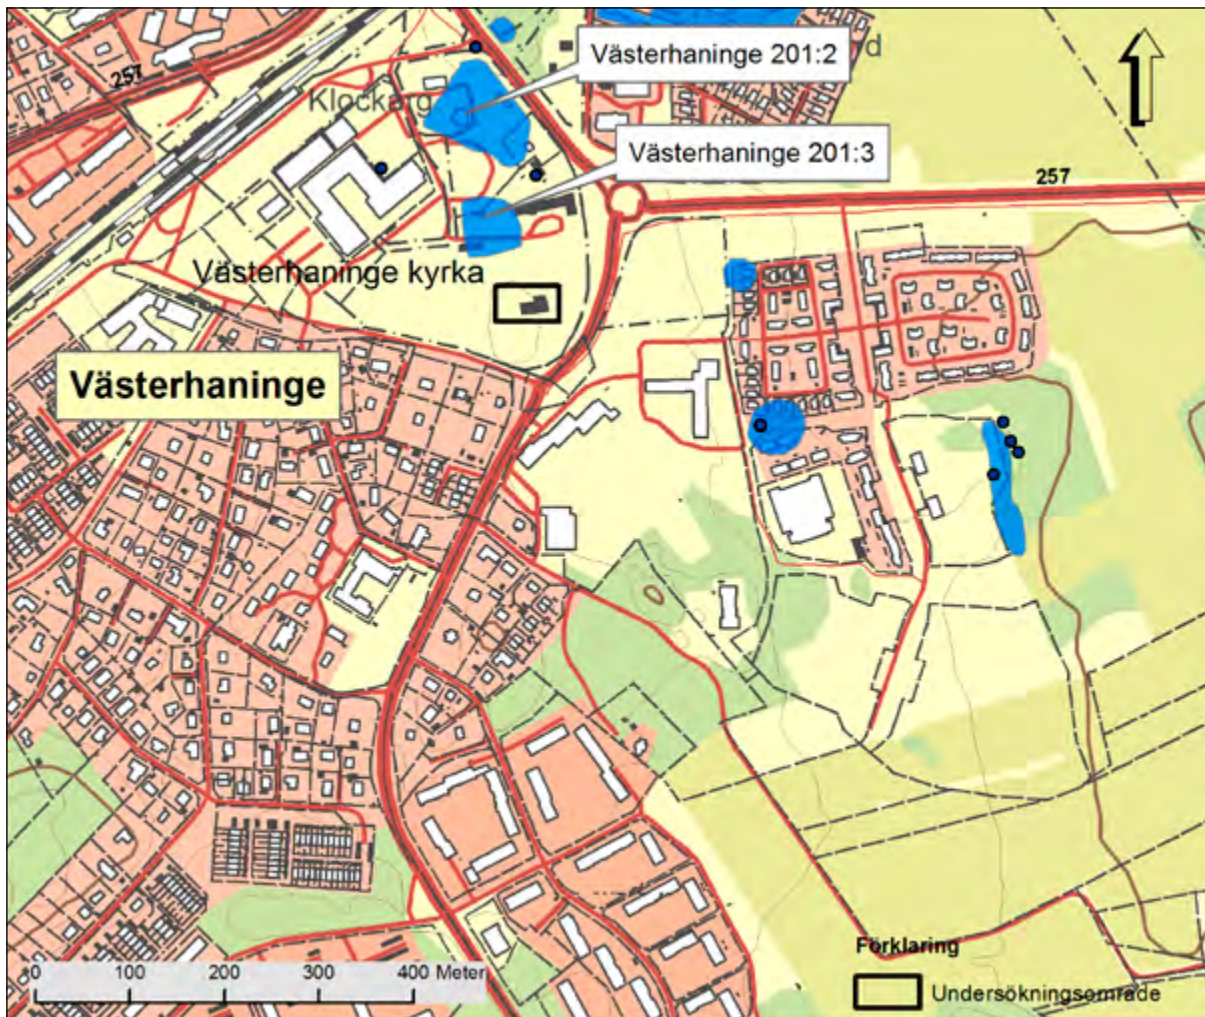 Västerhaninge 201:2
d
257
Klockarg
Västerhaninge 201:3
257
Västerhaninge kyrka
Västerhaninge
Förklaring
0 100 200 300 400 Meter
Undersökningsområde